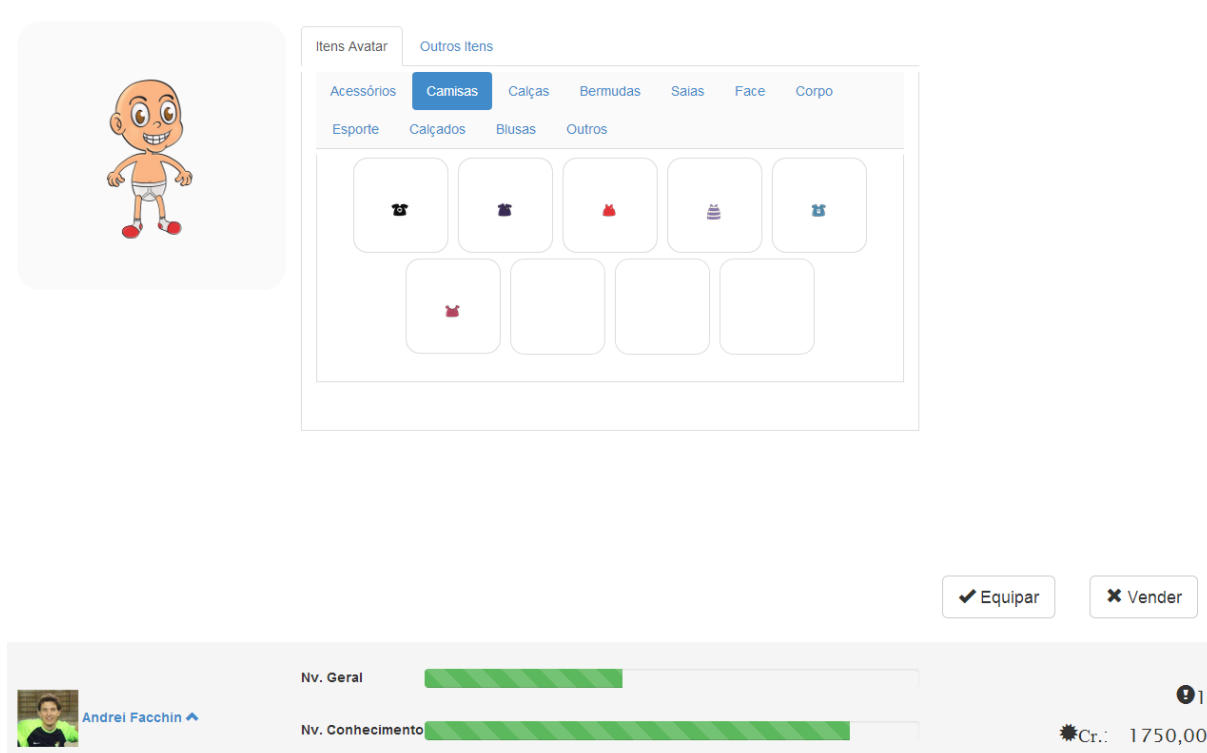 Itens Avatar Outros Itens
Acessórios Camisas Calças Bermudas Saias Face Corpo
Esporte Calçados Blusas Outros
Equipar Vender
Nv. Geral
1
Andrei Facchin
Nv. Conhecimento
Cr.: 1750,00